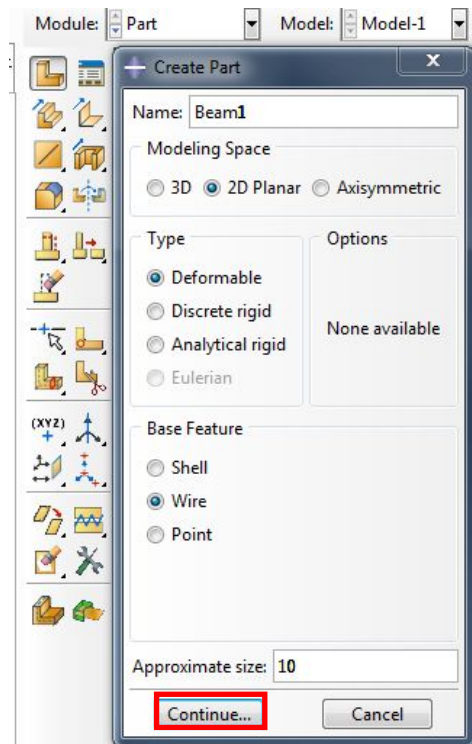 Module: Part Model: Model-1
Create Part X
Name: Beam1
Modeling Space
3D 2D Planar Axisymmetric
Type Options
Deformable
Discrete rigid
None available
Analytical rigid
Eulerian
(XYZ)
Base Feature
Shell
Wire
Point
Approximate size: 10
Continue... Cancel